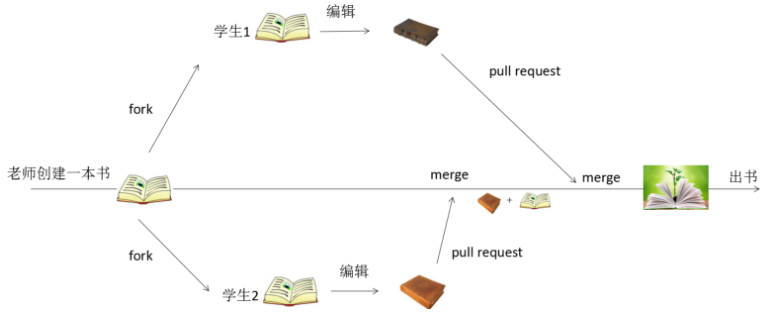 学生1
编辑
pull request
fork
老师创建一本书
merge
+
merge
出书
fork
学生2
编辑
pull request